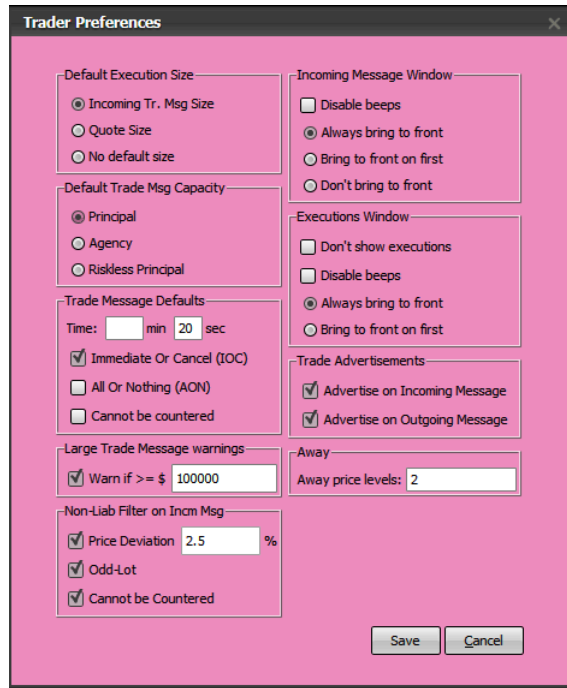 Trader Preferences
Default Execution Size
Incoming Tr. Msg Size
Quote Size
No default size
Default Trade Msg Capacity
Principal
Agency
Riskless Principal
Trade Message Defaults
Time: min 20 sec
Immediate Or Cancel (IOC)
All Or Nothing (AON)
Cannot be countered
Large Trade Message warnings
Warn if >= $ 100000
Non-Liab Filter on Incm Msg
Price Deviation 2.5 %
Odd-Lot
Cannot be Countered
Incoming Message Window
Disable beeps
Always bring to front
Bring to front on first
Don't bring to front
Executions Window
Don't show executions
Disable beeps
Always bring to front
Bring to front on first
Trade Advertisements
Advertise on Incoming Message
Advertise on Outgoing Message
Away
Away price levels: 2
Save Cancel